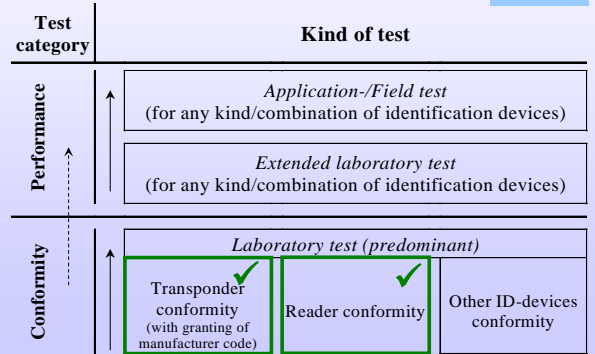 Test
category
Kind of test
Performance
Application-/Field test
(for any kind/combination of identification devices)
Extended laboratory test
(for any kind/combination of identification devices)
Conformity
Laboratory test (predominant)
Transponder
conformity
(with granting of
manufacturer code)
Reader conformity
Other ID-devices
conformity